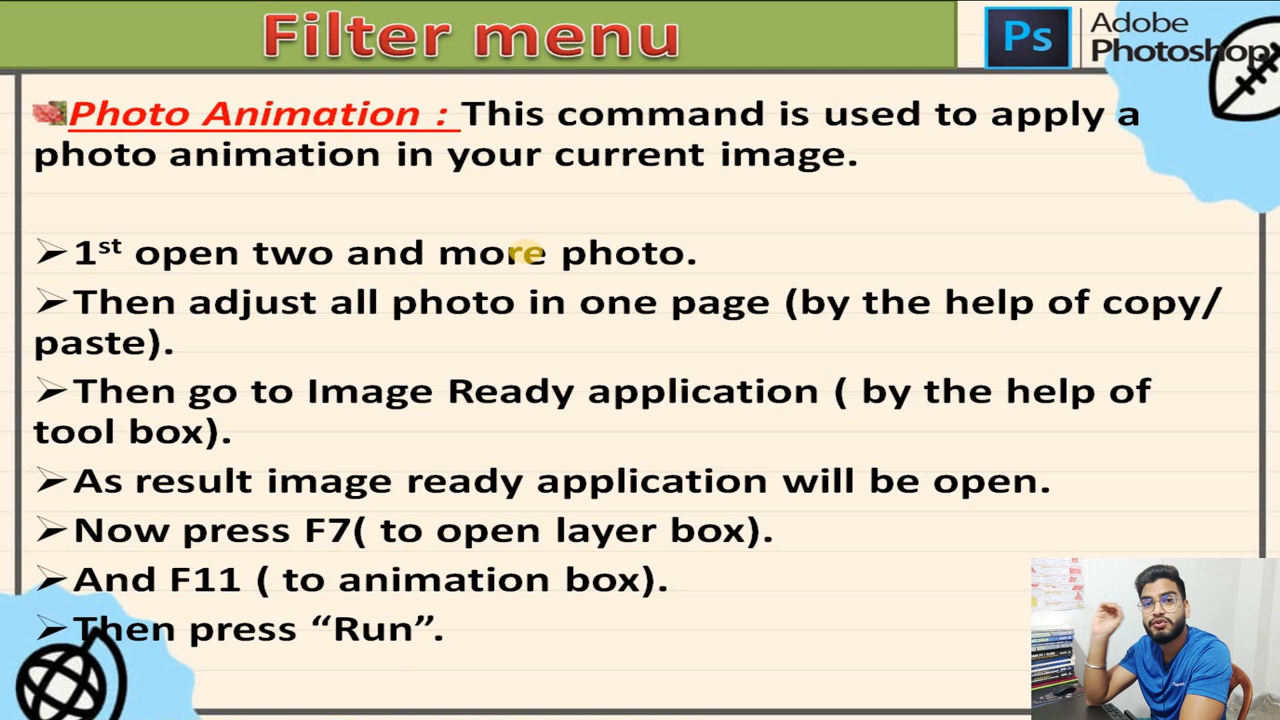 Filter menu
Ps
Adobe
Photoshop
Photo Animation : This command is used to apply a
photo animation in your current image.
➢1st open two and more photo.
➢Then adjust all photo in one page (by the help of copy/
paste).
➢Then go to Image Ready application ( by the help of
tool box).
➢As result image ready application will be open.
➢Now press F7( to open layer box).
➢And F11 ( to animation box).
➢Then press “Run”.